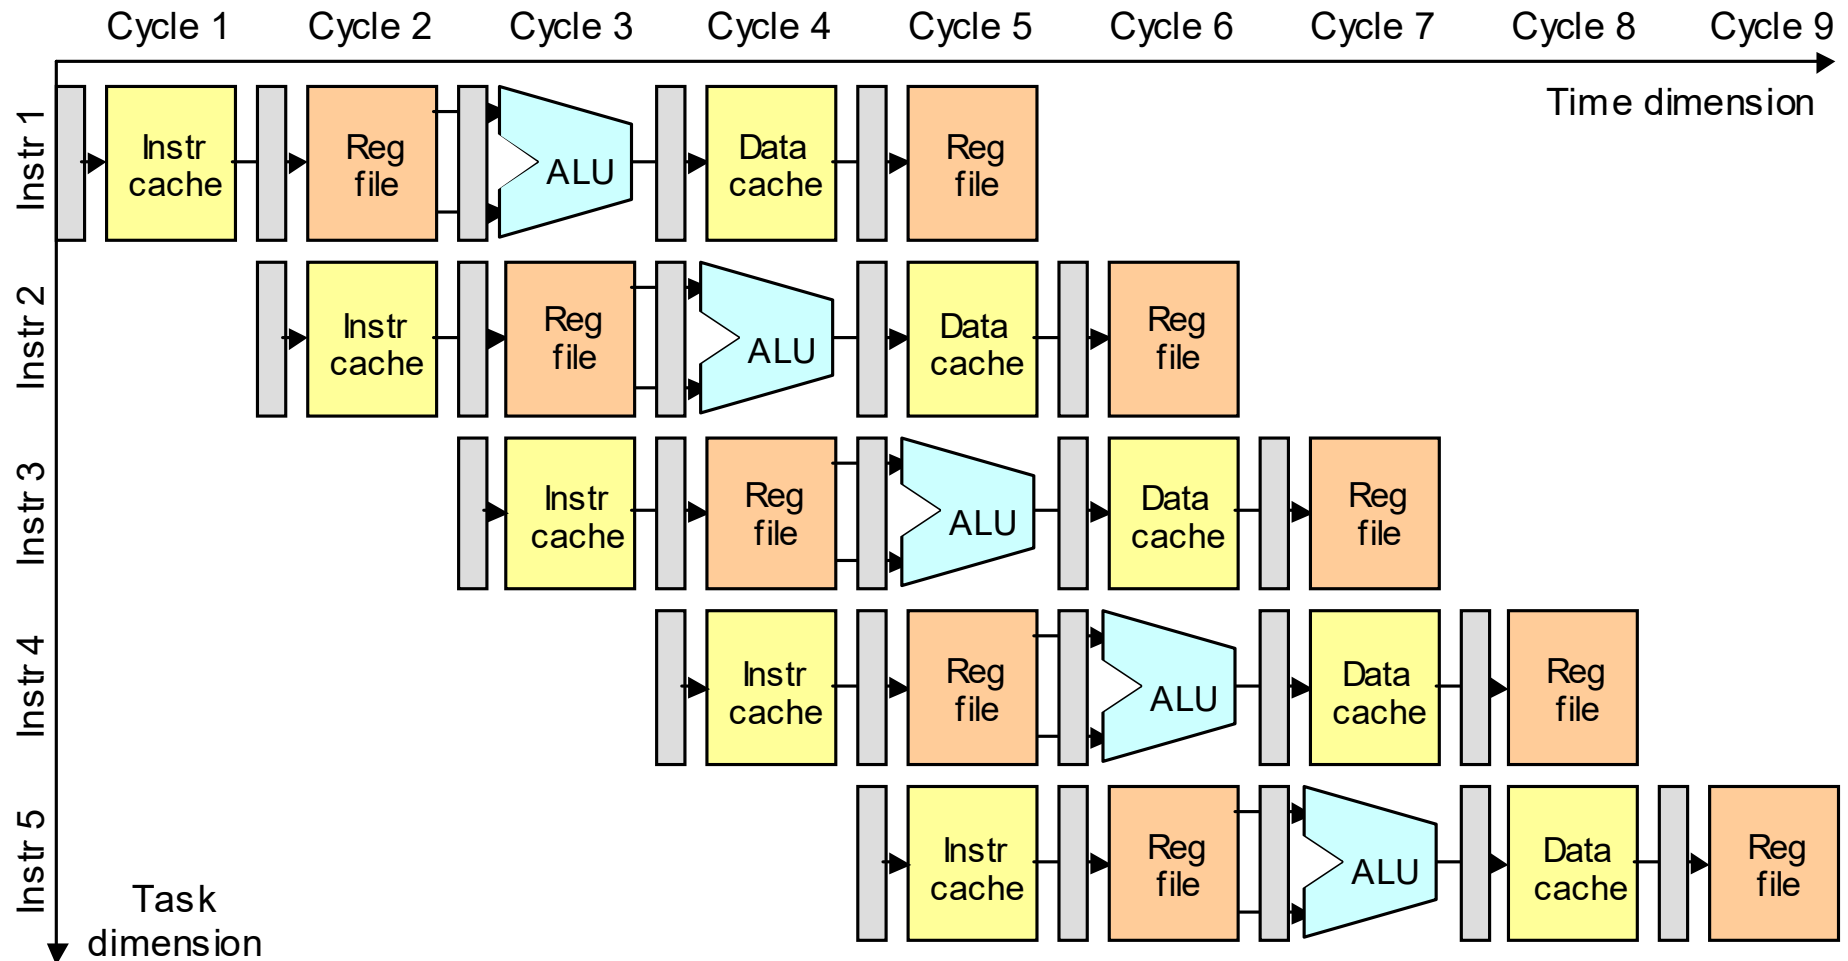 Cycle 1 Cycle 2 Cycle 3 Cycle 4 Cycle 5 Cycle 6 Cycle 7 Cycle 8 Cycle 9
Time dimension
Instr 1
Instr
cache
Reg
file
ALU
Data
cache
Reg
file
Instr 2
Instr
cache
Reg
file
ALU
Data
cache
Reg
file
Instr 3
Instr
cache
Reg
file
ALU
Data
cache
Reg
file
Instr 4
Instr
cache
Reg
file
ALU
Data
cache
Reg
file
Instr 5
Instr
cache
Reg
file
ALU
Data
cache
Reg
file
Task
dimension